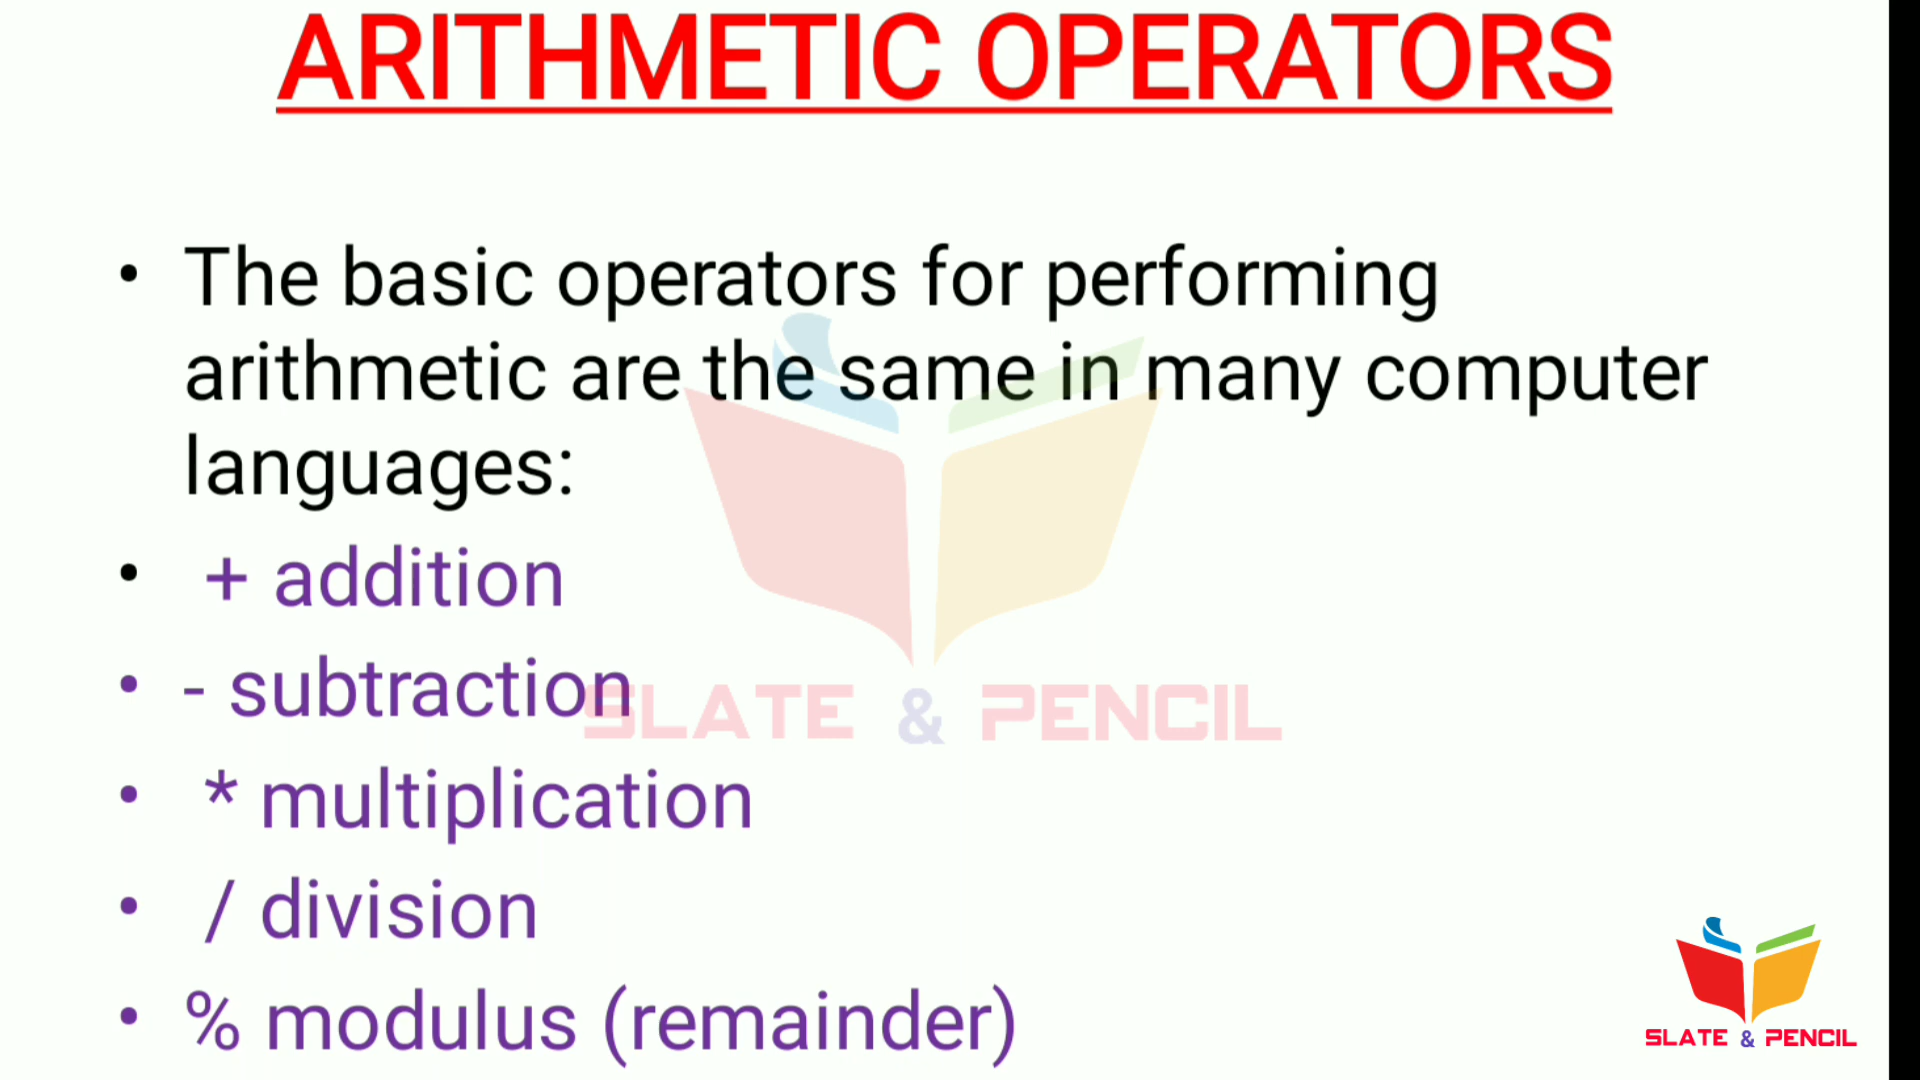 ARITHMETIC OPERATORS
• The basic operators for performing
arithmetic are the same in many computer
languages:
• + addition
• - subtraction
SLATE & PENCIL
• * multiplication
• / division
• % modulus (remainder)
SLATE & PENCIL